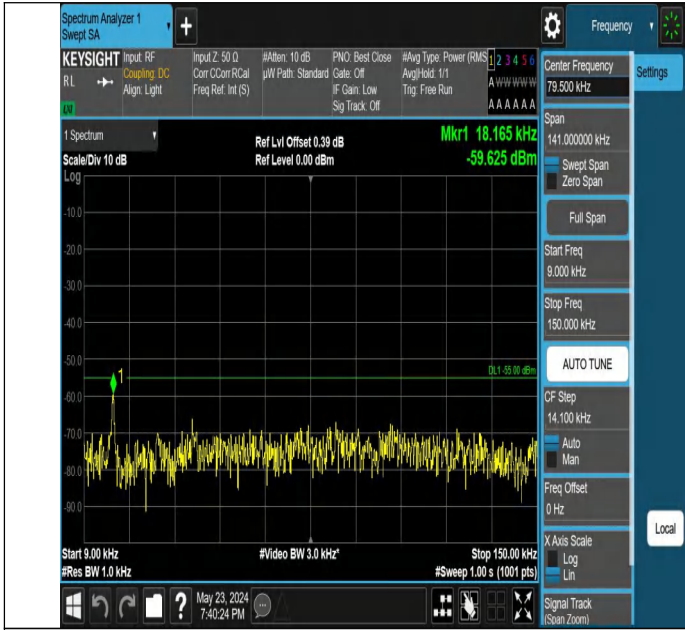 Spectrum Analyzer 1
Swept SA
+
Frequency
KEYSIGHT
RL
Input: RF
Coupling: DC
Align: Light
Input Z: 50 Ω
Corr CCorr RCal
Freq Ref: Int (S)
#Atten: 10 dB
µW Path: Standard
PNO: Best Close
Gate: Off
IF Gain: Low
Sig Track: Off
#Avg Type: Power (RMS
Avg|Hold: 1/1
Trig: Free Run
1 2 3 4 5 6
A W W W W W
A A A A A A
1 Spectrum
Scale/Div 10 dB
Log
Ref Lvl Offset 0.39 dB
Ref Level 0.00 dBm
Mkr1 18.165 kHz
-59.625 dBm
-10.0
-20.0
-30.0
-40.0
-50.0
-60.0
-70.0
-80.0
-90.0
1
DL1 -55.00 dBm
Start 9.00 kHz
#Res BW 1.0 kHz
#Video BW 3.0 kHz*
Stop 150.00 kHz
#Sweep 1.00 s (1001 pts)
?
May 23, 2024
7:40:24 PM
Center Frequency
79.500 kHz
Settings
Span
141.000000 kHz
Swept Span
Zero Span
Full Span
Start Freq
9.000 kHz
Stop Freq
150.000 kHz
AUTO TUNE
CF Step
14.100 kHz
Auto
Man
Freq Offset
0 Hz
X Axis Scale
Log
Lin
Local
Signal Track
(Span Zoom)